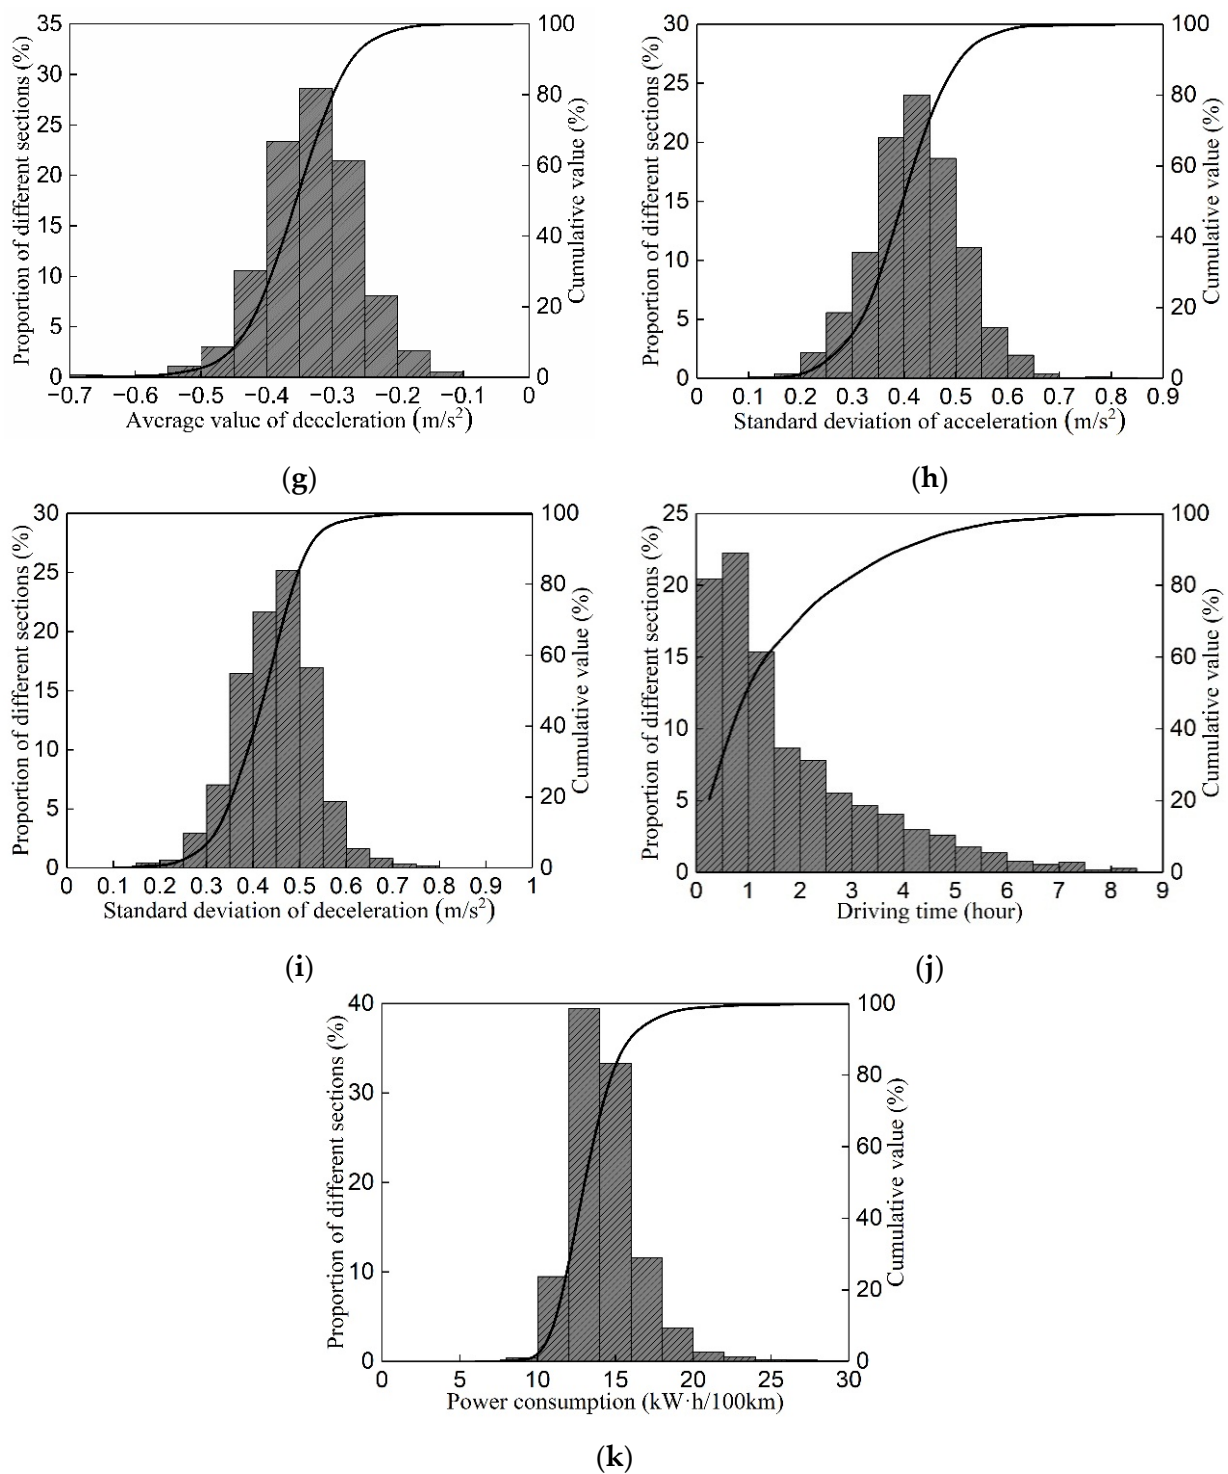 35
30
25
20
15
10
5
0
Proportion of different sections (%)
100
80
60
40
20
0
Cumulative value (%)
−0.7 −0.6 −0.5 −0.4 −0.3 −0.2 −0.1 0
Average value of deceleration (m/s²)
(g)
30
25
20
15
10
5
0
Proportion of different sections (%)
100
80
60
40
20
0
Cumulative value (%)
0 0.1 0.2 0.3 0.4 0.5 0.6 0.7 0.8 0.9
Standard deviation of acceleration (m/s²)
(h)
30
25
20
15
10
5
0
Proportion of different sections (%)
100
80
60
40
20
0
Cumulative value (%)
0 0.1 0.2 0.3 0.4 0.5 0.6 0.7 0.8 0.9 1
Standard deviation of deceleration (m/s²)
(i)
25
20
15
10
5
0
Proportion of different sections (%)
100
80
60
40
20
0
Cumulative value (%)
0 1 2 3 4 5 6 7 8 9
Driving time (hour)
(j)
40
30
20
10
0
Proportion of different sections (%)
100
80
60
40
20
0
Cumulative value (%)
0 5 10 15 20 25 30
Power consumption (kW·h/100km)
(k)